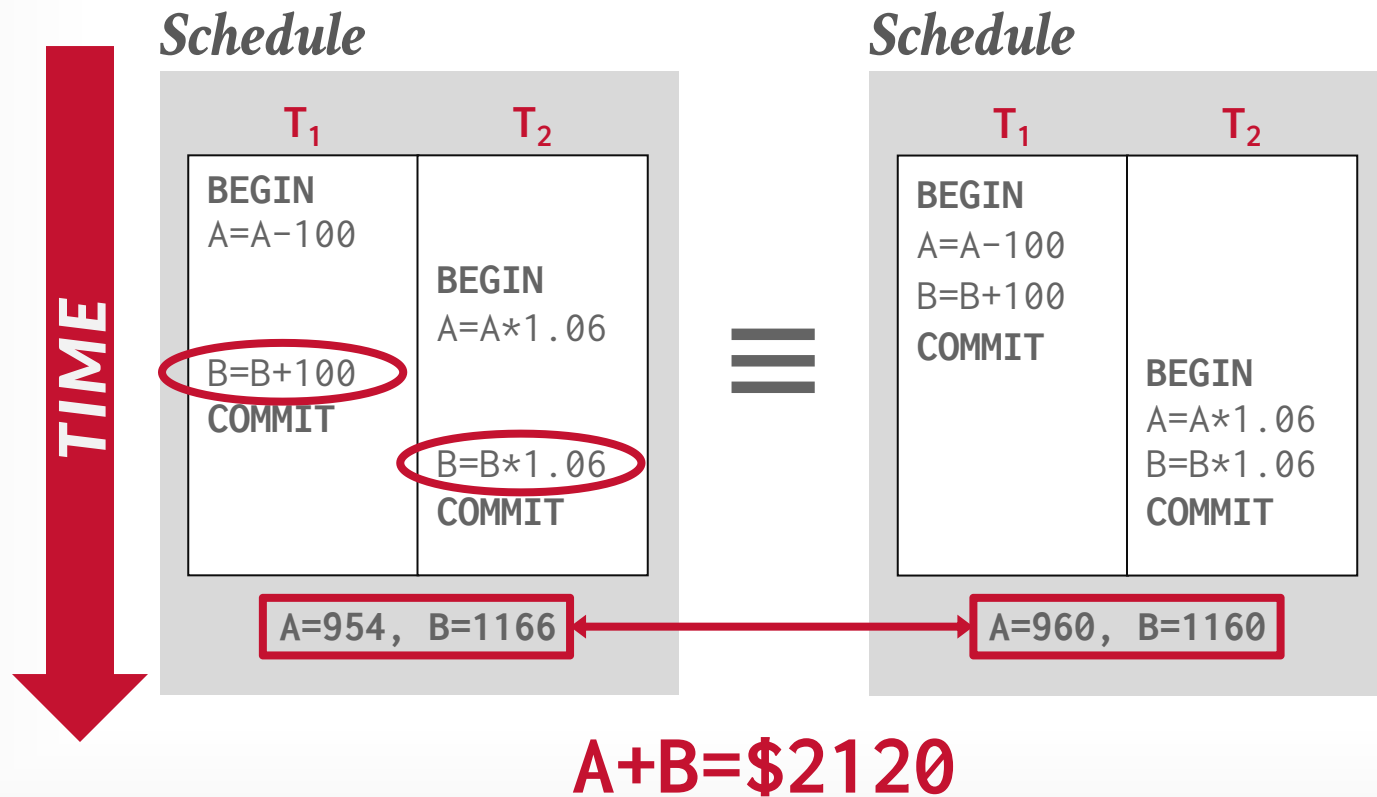 Schedule
T1 T2
BEGIN
A=A-100
BEGIN
A=A*1.06
B=B+100
COMMIT
B=B*1.06
COMMIT
A=954, B=1166
TIME
≡
Schedule
T1 T2
BEGIN
A=A-100
B=B+100
COMMIT
BEGIN
A=A*1.06
B=B*1.06
COMMIT
A=960, B=1160
A+B=$2120